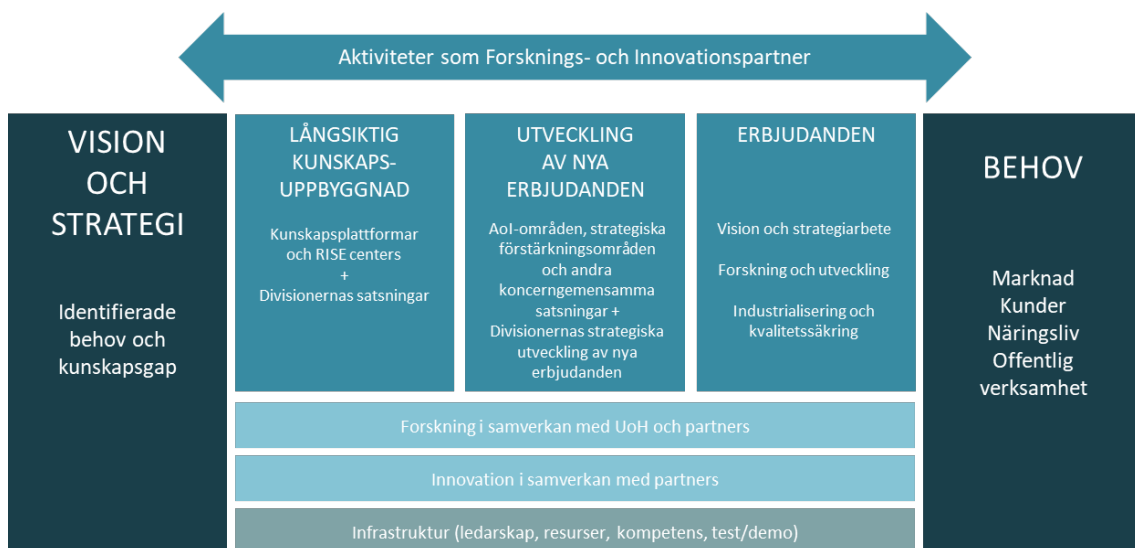 Aktiviteter som Forsknings- och Innovationspartner
VISION
OCH
STRATEGI
Identifierade
behov och
kunskapsgap
LÅNGSIKTIG
KUNSKAPS-
UPPBYGGNAD
Kunskapsplattformar
och RISE centers
+
Divisionernas satsningar
UTVECKLING
AV NYA
ERBJUDANDEN
AoI-områden, strategiska
förstärkningsområden
och andra
koncerngemensamma
satsningar +
Divisionernas strategiska
utveckling av nya
erbjudanden
ERBJUDANDEN
Vision och strategiarbete
Forskning och utveckling
Industrialisering och
kvalitetssäkring
BEHOV
Marknad
Kunder
Näringsliv
Offentlig
verksamhet
Forskning i samverkan med UoH och partners
Innovation i samverkan med partners
Infrastruktur (ledarskap, resurser, kompetens, test/demo)